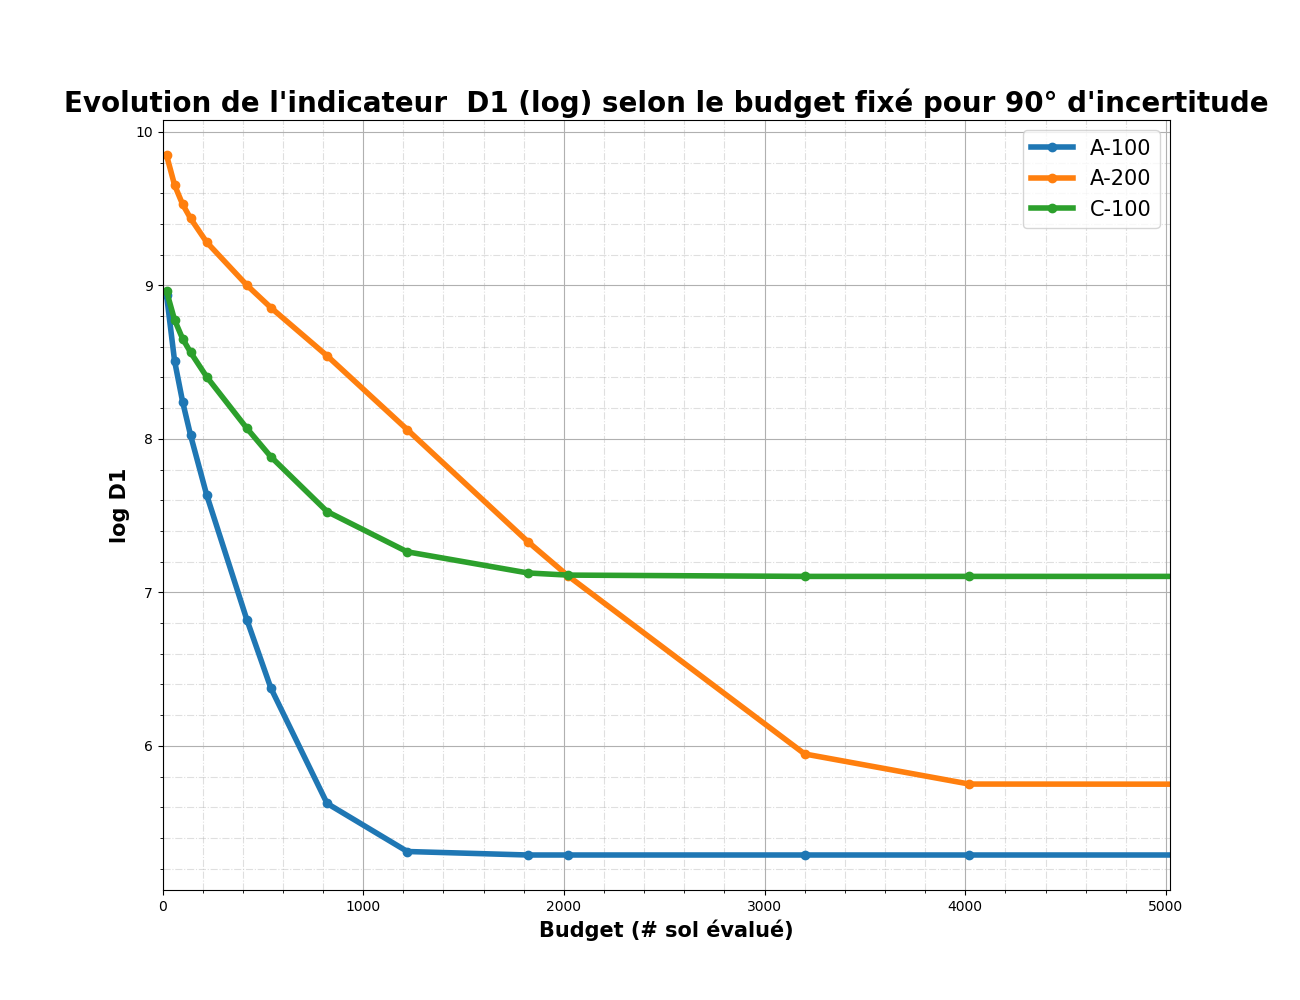 Evolution de l'indicateur  D1 (log) selon le budget fixé pour 90° d'incertitude
10
9
8
7
6
log D1
A-100
A-200
C-100
0 1000 2000 3000 4000 5000
Budget (# sol évalué)